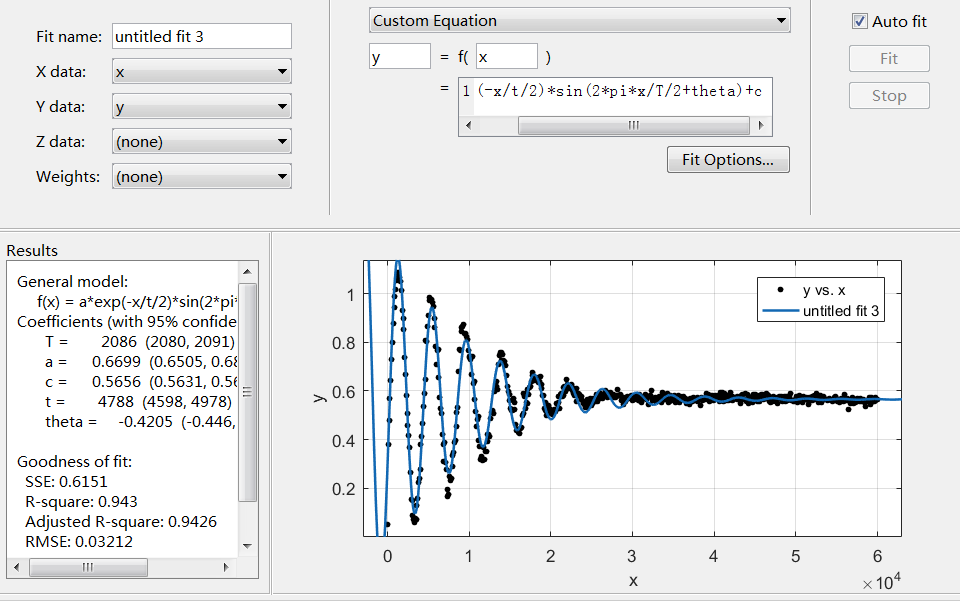 Fit name: untitled fit 3
X data: x
Y data: y
Z data: (none)
Weights: (none)
Custom Equation
y = f( x )
= 1 (-x/t/2)*sin(2*pi*x/T/2+theta)+c
Fit Options...
Auto fit
Fit
Stop
Results
General model:
f(x) = a*exp(-x/t/2)*sin(2*pi*
Coefficients (with 95% confide
T = 2086 (2080, 2091)
a = 0.6699 (0.6505, 0.68
c = 0.5656 (0.5631, 0.56
t = 4788 (4598, 4978)
theta = -0.4205 (-0.446,
Goodness of fit:
SSE: 0.6151
R-square: 0.943
Adjusted R-square: 0.9426
RMSE: 0.03212
y vs. x
untitled fit 3
1
0.8
0.6
0.4
0.2
y
0 1 2 3 4 5 6
x
×10⁴